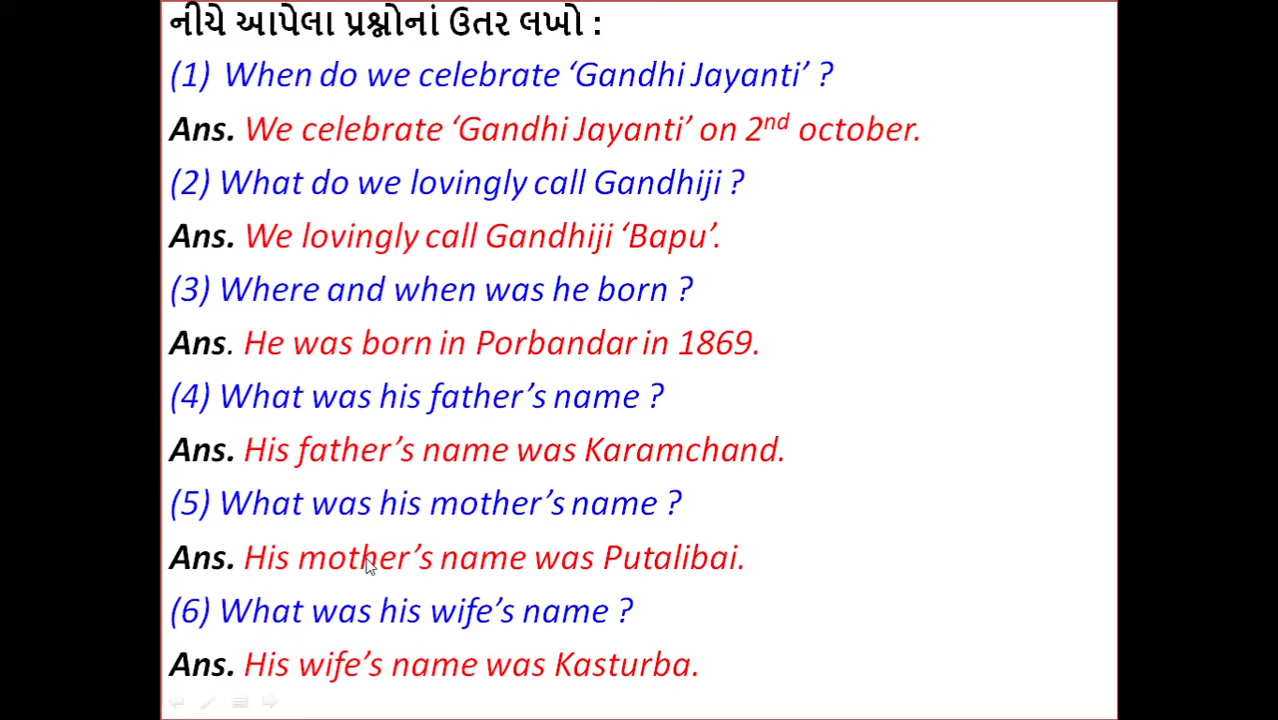 નીચે આપેલા પ્રશ્નોનાં ઉતર લખો :
(1) When do we celebrate ‘Gandhi Jayanti’ ?
Ans. We celebrate ‘Gandhi Jayanti’ on 2nd october.
(2) What do we lovingly call Gandhiji ?
Ans. We lovingly call Gandhiji ‘Bapu’.
(3) Where and when was he born ?
Ans. He was born in Porbandar in 1869.
(4) What was his father’s name ?
Ans. His father’s name was Karamchand.
(5) What was his mother’s name ?
Ans. His mother’s name was Putalibai.
(6) What was his wife’s name ?
Ans. His wife’s name was Kasturba.